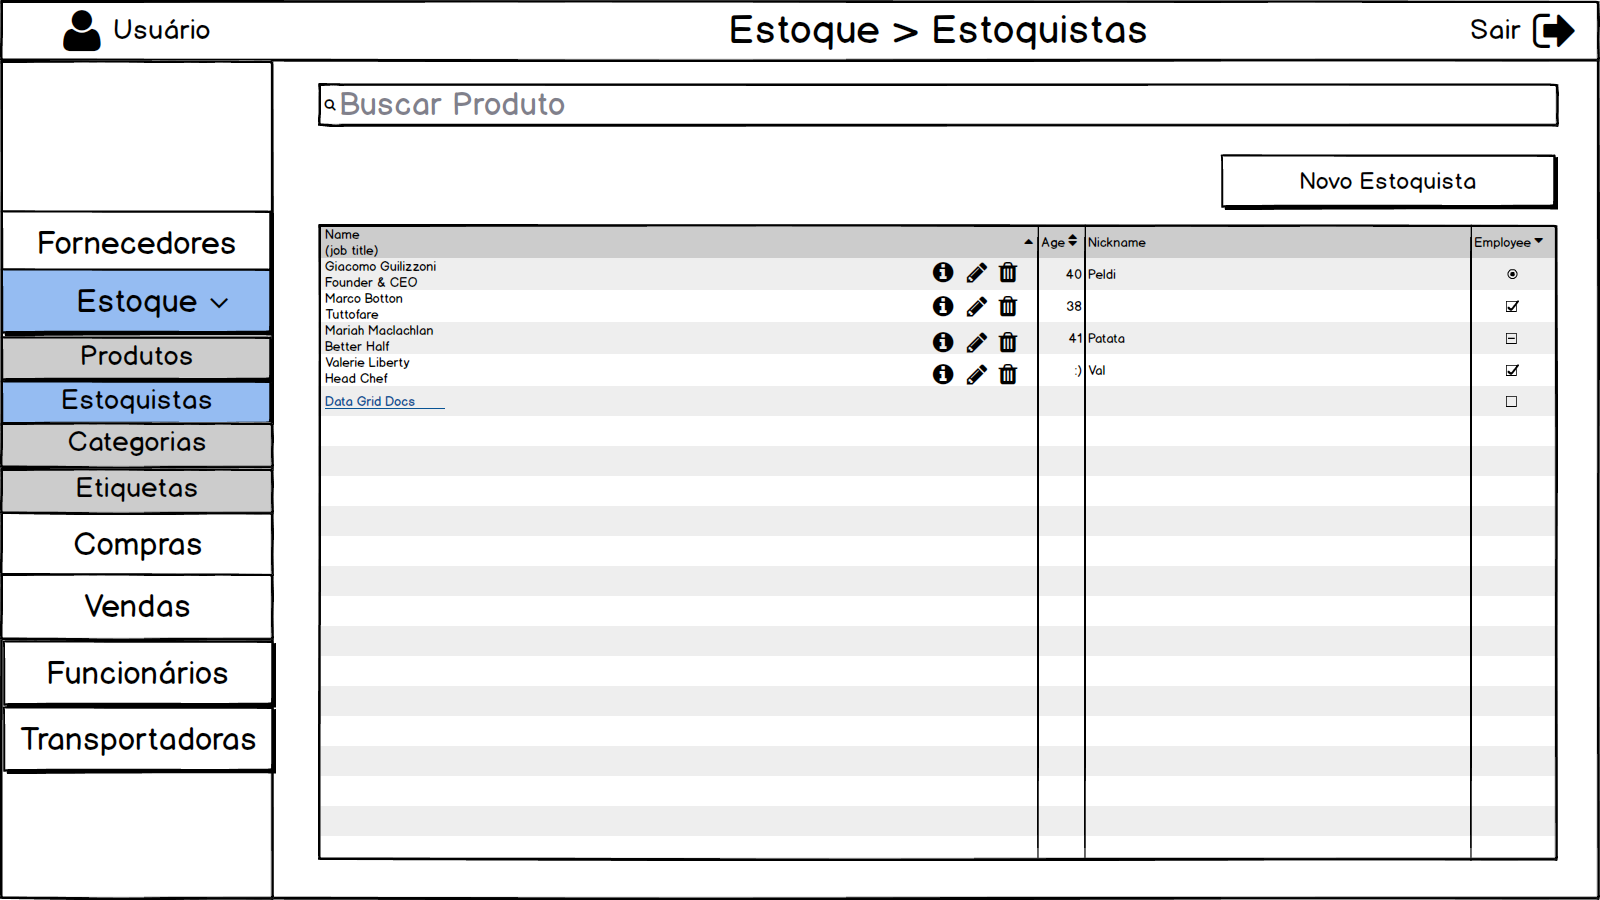 Usuário
Estoque > Estoquistas
Sair
Buscar Produto
Novo Estoquista
Fornecedores
Estoque
Produtos
Estoquistas
Categorias
Etiquetas
Compras
Vendas
Funcionários
Transportadoras
Name
(job title)
Age
Nickname
Employee
Giacomo Guilizzoni
Founder & CEO
40
Peldi
Marco Botton
Tuttofare
38
Mariah Maclachlan
Better Half
41
Patata
Valerie Liberty
Head Chef
:)
Val
Data Grid Docs